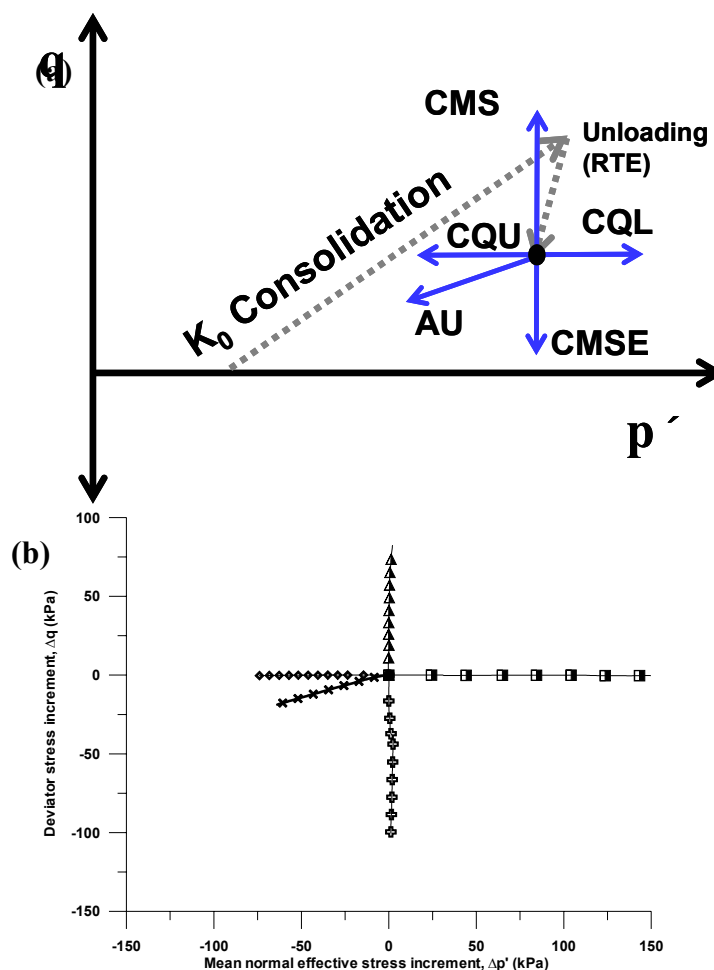 q
(a)
CMS
Unloading
(RTE)
K0 Consolidation
CQU
CQL
AU
CMSE
p ´
(b)
100
50
0
-50
-100
-150
Deviator stress increment, Δq (kPa)
-150
-100
-50
0
50
100
150
Mean normal effective stress increment, Δp' (kPa)